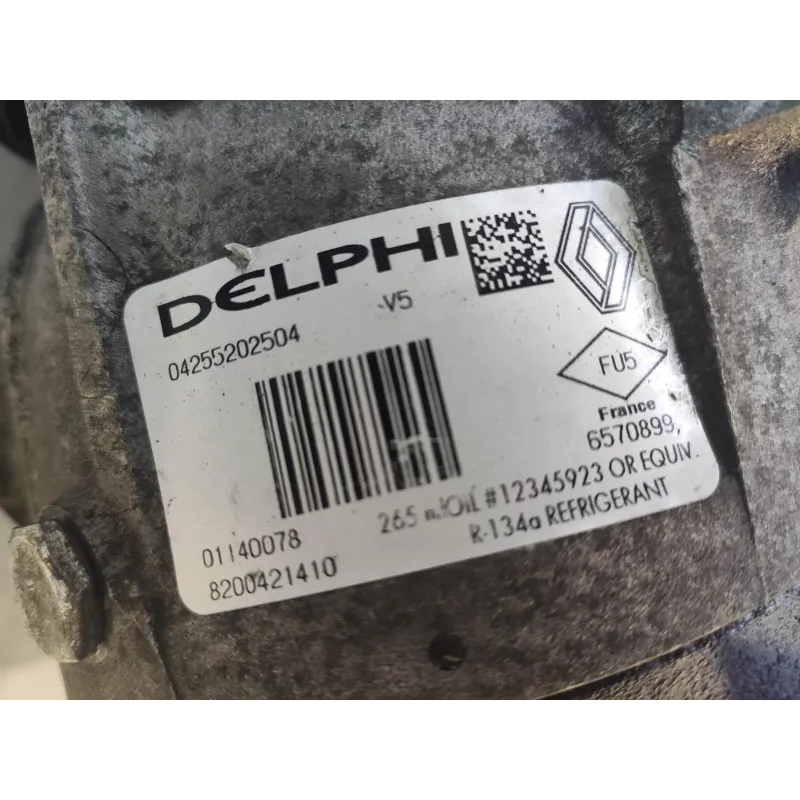 DELPHI
V5
04255202504
FU5
France
6570899,
265 ml OIL #12345923 OR EQUIV.
R-134a REFRIGERANT
01140078
8200421410